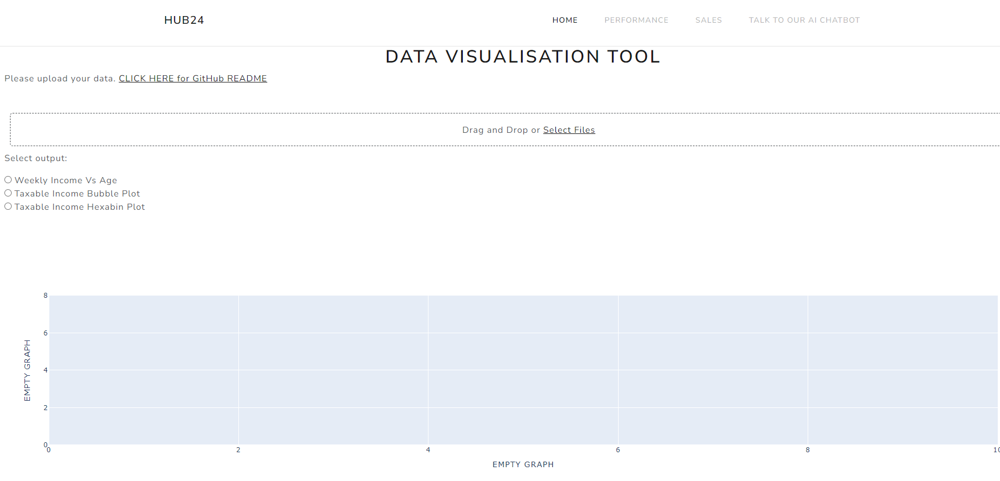 HUB24
HOME PERFORMANCE SALES TALK TO OUR AI CHATBOT
DATA VISUALISATION TOOL
Please upload your data. CLICK HERE for GitHub README
Drag and Drop or Select Files
Select output:
Weekly Income Vs Age
Taxable Income Bubble Plot
Taxable Income Hexabin Plot
8
6
4
2
0
EMPTY GRAPH
0 2 4 6 8 10
EMPTY GRAPH